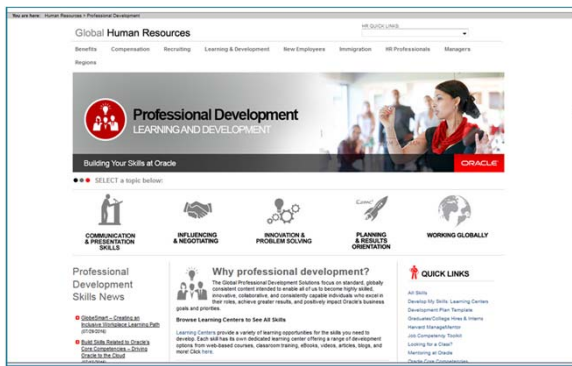 You are here: Human Resources > Professional Development
HR QUICK LINKS
Global Human Resources
Benefits Compensation Recruiting Learning & Development New Employees Immigration HR Professionals Managers
Regions
Professional Development
LEARNING AND DEVELOPMENT
Building Your Skills at Oracle
ORACLE
SELECT a topic below:
COMMUNICATION
& PRESENTATION
SKILLS
INFLUENCING
& NEGOTIATING
INNOVATION &
PROBLEM SOLVING
PLANNING
& RESULTS
ORIENTATION
WORKING GLOBALLY
Professional
Development
Skills News
GlobeSmart – Creating an
Inclusive Workplace Learning Path
Build Skills Related to Oracle's
Core Competencies – Driving
Oracle to the Cloud
Why professional development?
The Global Professional Development Solutions focus on standard, globally
consistent content intended to enable all of us to become highly skilled,
innovative, collaborative, and consistently capable individuals who excel in
their roles, achieve greater results, and positively impact Oracle's business
goals and priorities.
Browse Learning Centers to See All Skills
Learning Centers provide a variety of learning opportunities for the skills you need to
develop. Each skill has its own dedicated learning center offering a range of development
options from web-based courses, classroom training, eBooks, videos, articles, blogs, and
more! Click here.
QUICK LINKS
All Skills
Develop My Skills: Learning Centers
Development Plan Template
Graduates/College Hires & Interns
Harvard ManageMentor
Job Competency Toolkit
Looking for a Class?
Mentoring at Oracle
Oracle Core Competencies